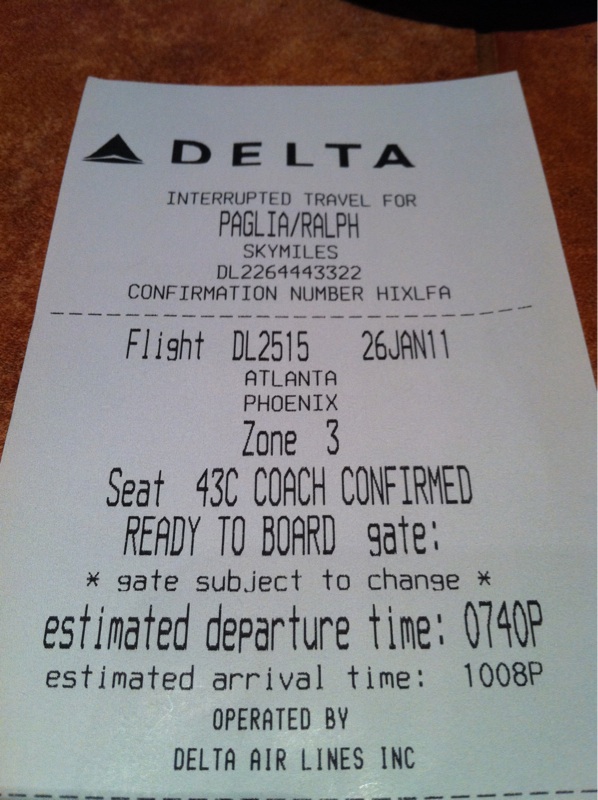 DELTA
INTERRUPTED TRAVEL FOR
PAGLIA/RALPH
SKYMILES
DL2264443322
CONFIRMATION NUMBER HIXLFA
Flight DL2515 26JAN11
ATLANTA
PHOENIX
Zone 3
Seat 43C COACH CONFIRMED
READY TO BOARD gate:
* gate subject to change *
estimated departure time: 0740P
estimated arrival time: 1008P
OPERATED BY
DELTA AIR LINES INC